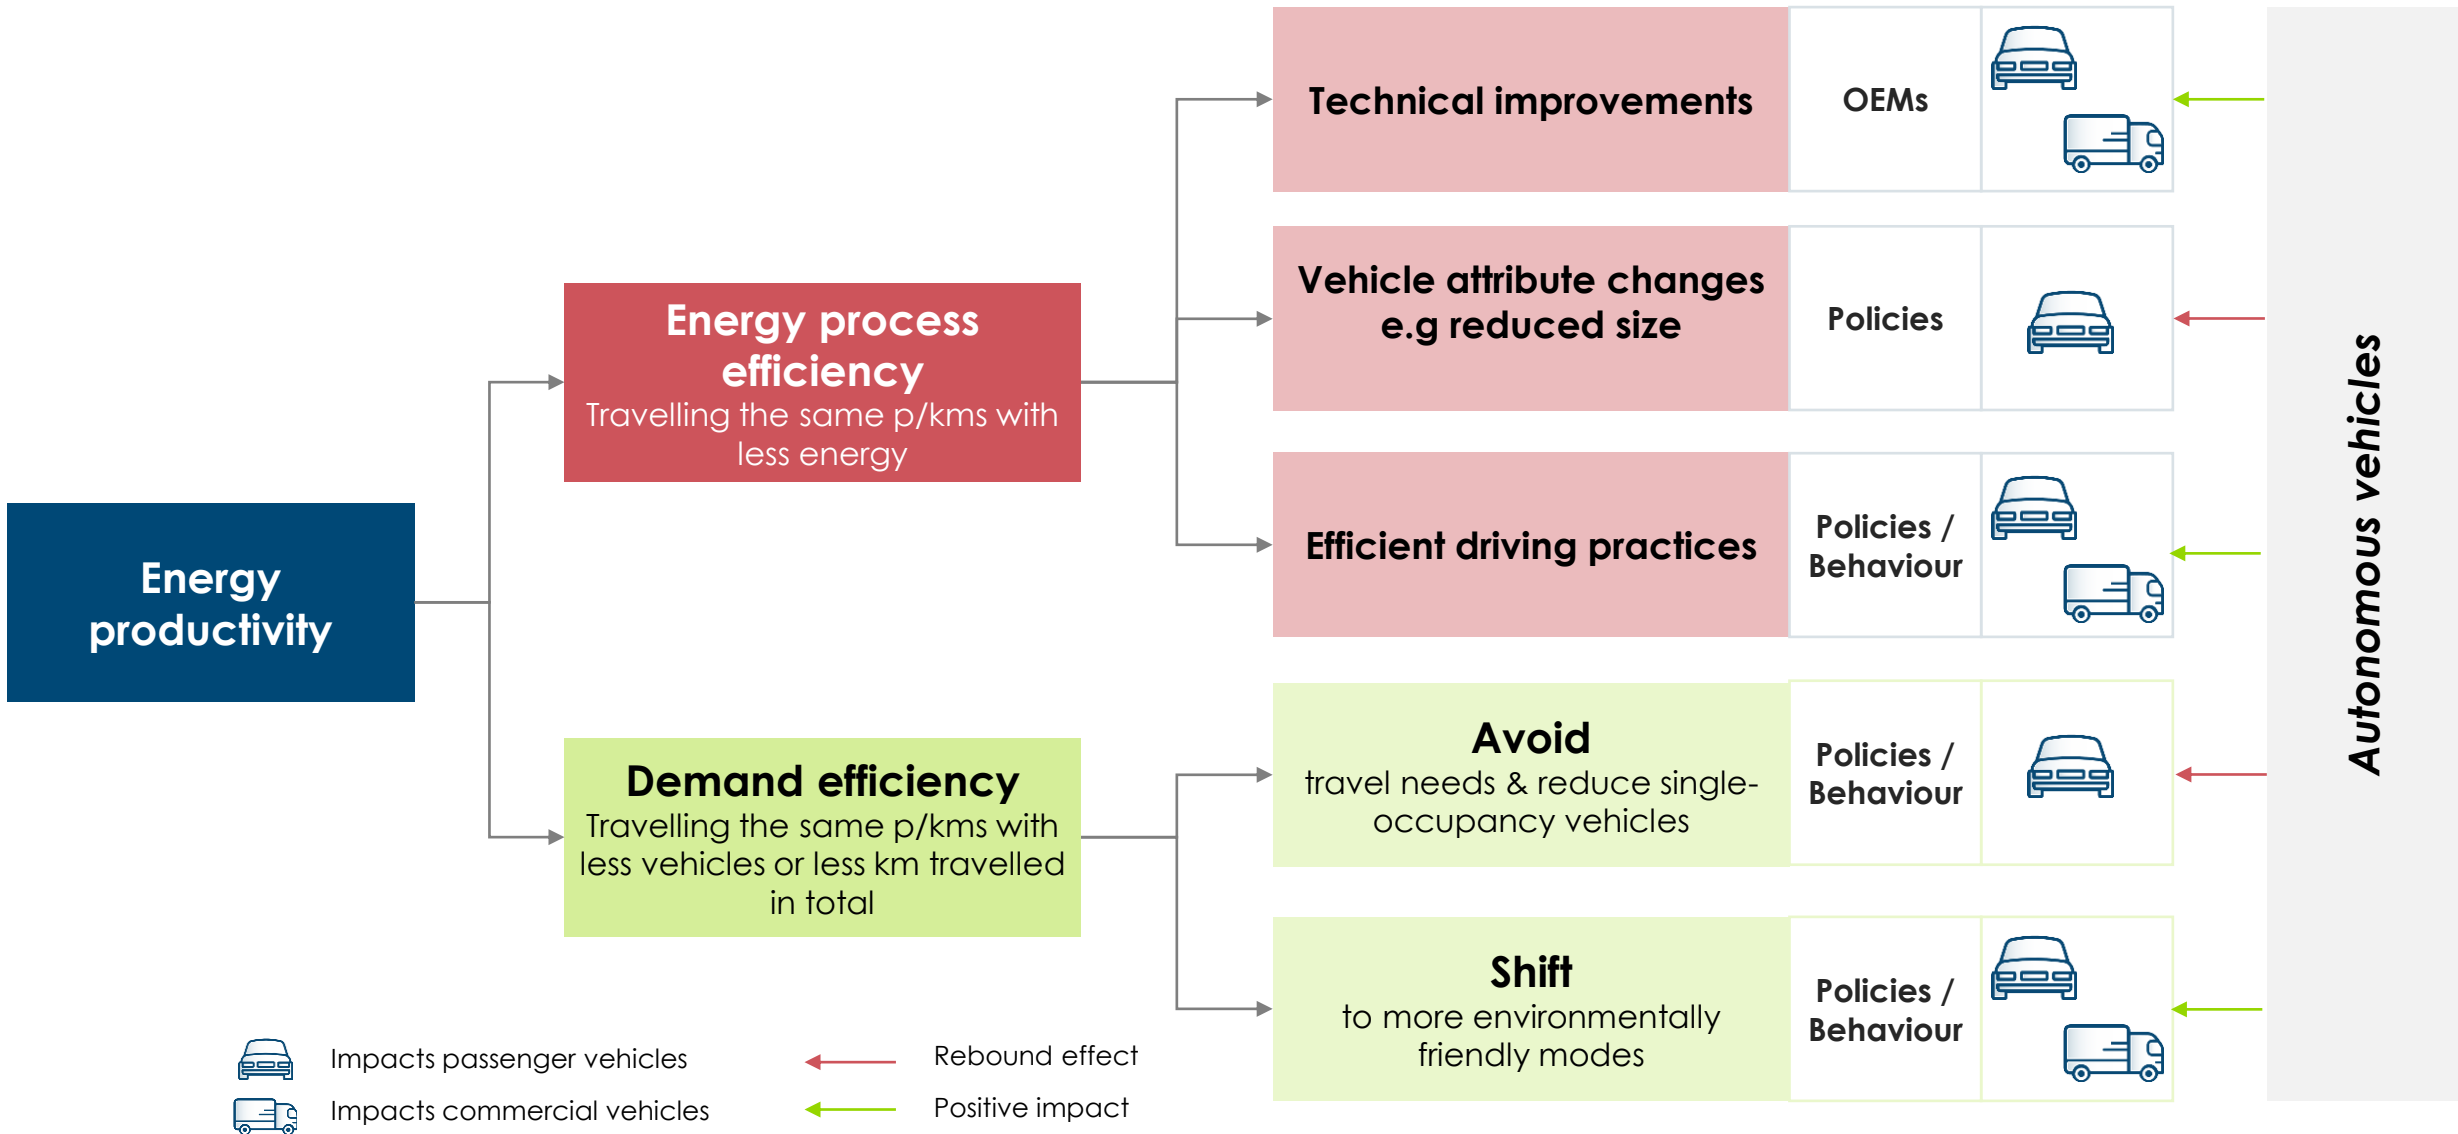 Energy
productivity
Energy process
efficiency
Travelling the same p/kms with
less energy
Demand efficiency
Travelling the same p/kms with
less vehicles or less km travelled
in total
Technical improvements
OEMs
Vehicle attribute changes
e.g reduced size
Policies
Efficient driving practices
Policies /
Behaviour
Avoid
travel needs & reduce single-
occupancy vehicles
Policies /
Behaviour
Shift
to more environmentally
friendly modes
Policies /
Behaviour
Autonomous vehicles
Impacts passenger vehicles
Impacts commercial vehicles
Rebound effect
Positive impact